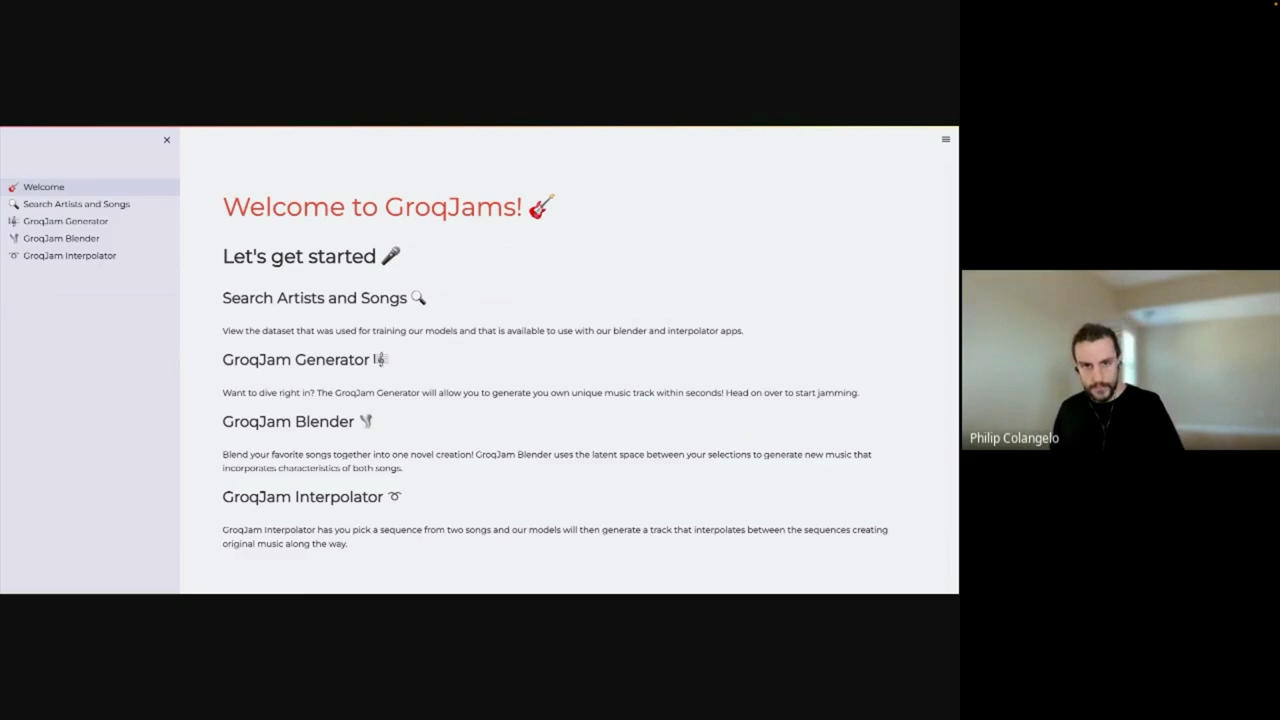 Welcome
Search Artists and Songs
GroqJam Generator
GroqJam Blender
GroqJam Interpolator
Welcome to GroqJams!
Let's get started
Search Artists and Songs
View the dataset that was used for training our models and that is available to use with our blender and interpolator apps.
GroqJam Generator
Want to dive right in? The GroqJam Generator will allow you to generate you own unique music track within seconds! Head on over to start jamming.
GroqJam Blender
Blend your favorite songs together into one novel creation! GroqJam Blender uses the latent space between your selections to generate new music that
incorporates characteristics of both songs.
GroqJam Interpolator
GroqJam Interpolator has you pick a sequence from two songs and our models will then generate a track that interpolates between the sequences creating
original music along the way.
Philip Colangelo